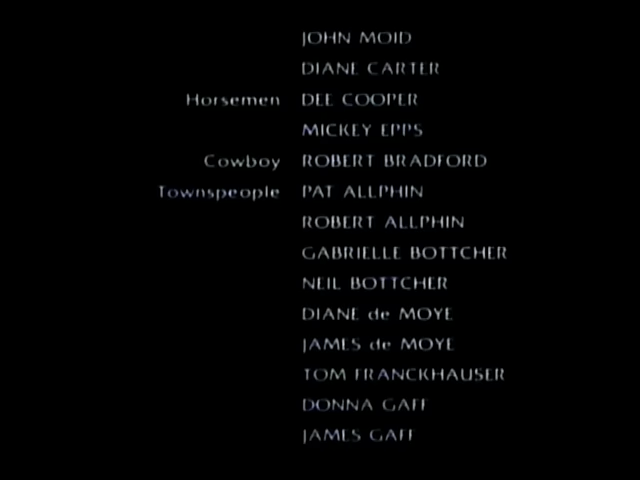 JOHN MOID
DIANE CARTER
Horsemen DEE COOPER
MICKEY EPPS
Cowboy ROBERT BRADFORD
Townspeople PAT ALLPHIN
ROBERT ALLPHIN
GABRIELLE BOTTCHER
NEIL BOTTCHER
DIANE de MOYE
JAMES de MOYE
TOM FRANCKHAUSER
DONNA GAFF
JAMES GAFF